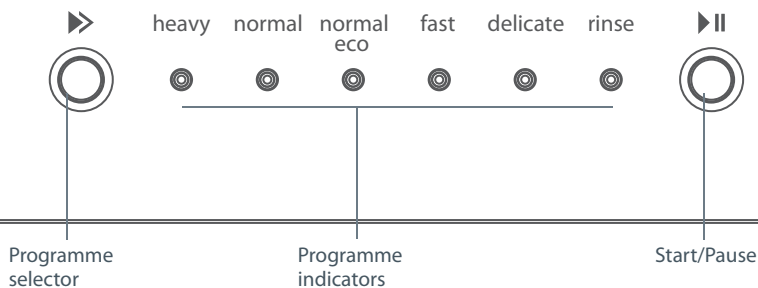 heavy normal normal eco fast delicate rinse
Programme selector
Programme indicators
Start/Pause